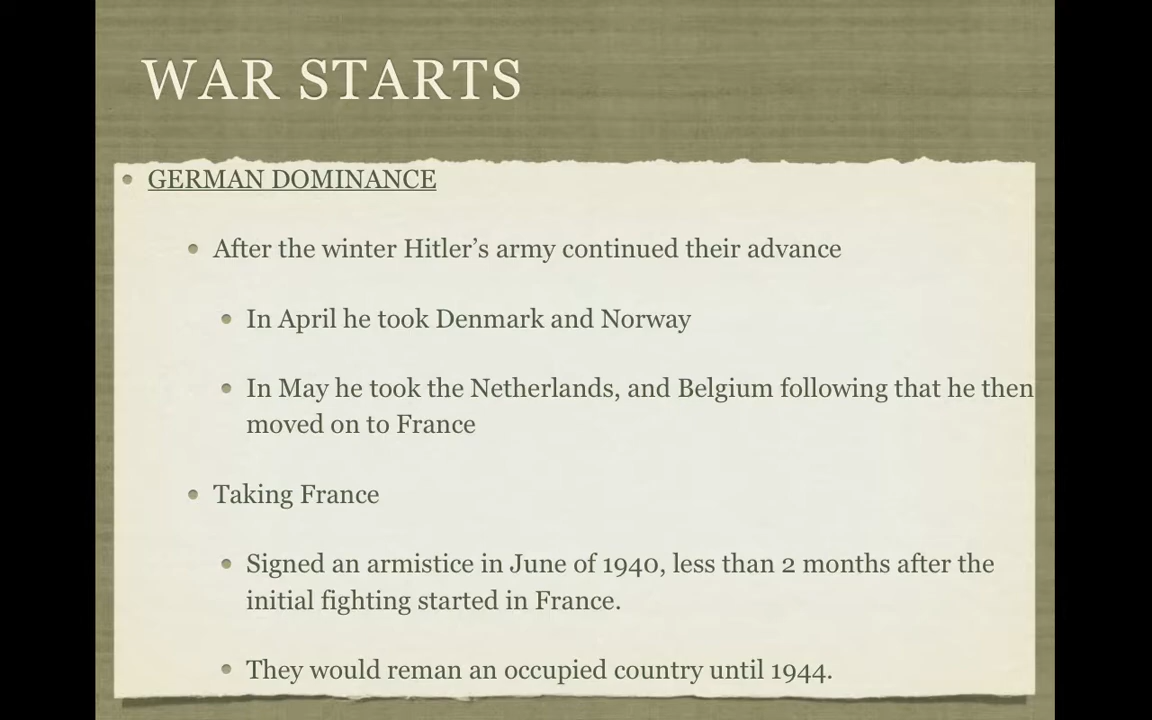 WAR STARTS
GERMAN DOMINANCE
After the winter Hitler’s army continued their advance
In April he took Denmark and Norway
In May he took the Netherlands, and Belgium following that he then
moved on to France
Taking France
Signed an armistice in June of 1940, less than 2 months after the
initial fighting started in France.
They would reman an occupied country until 1944.